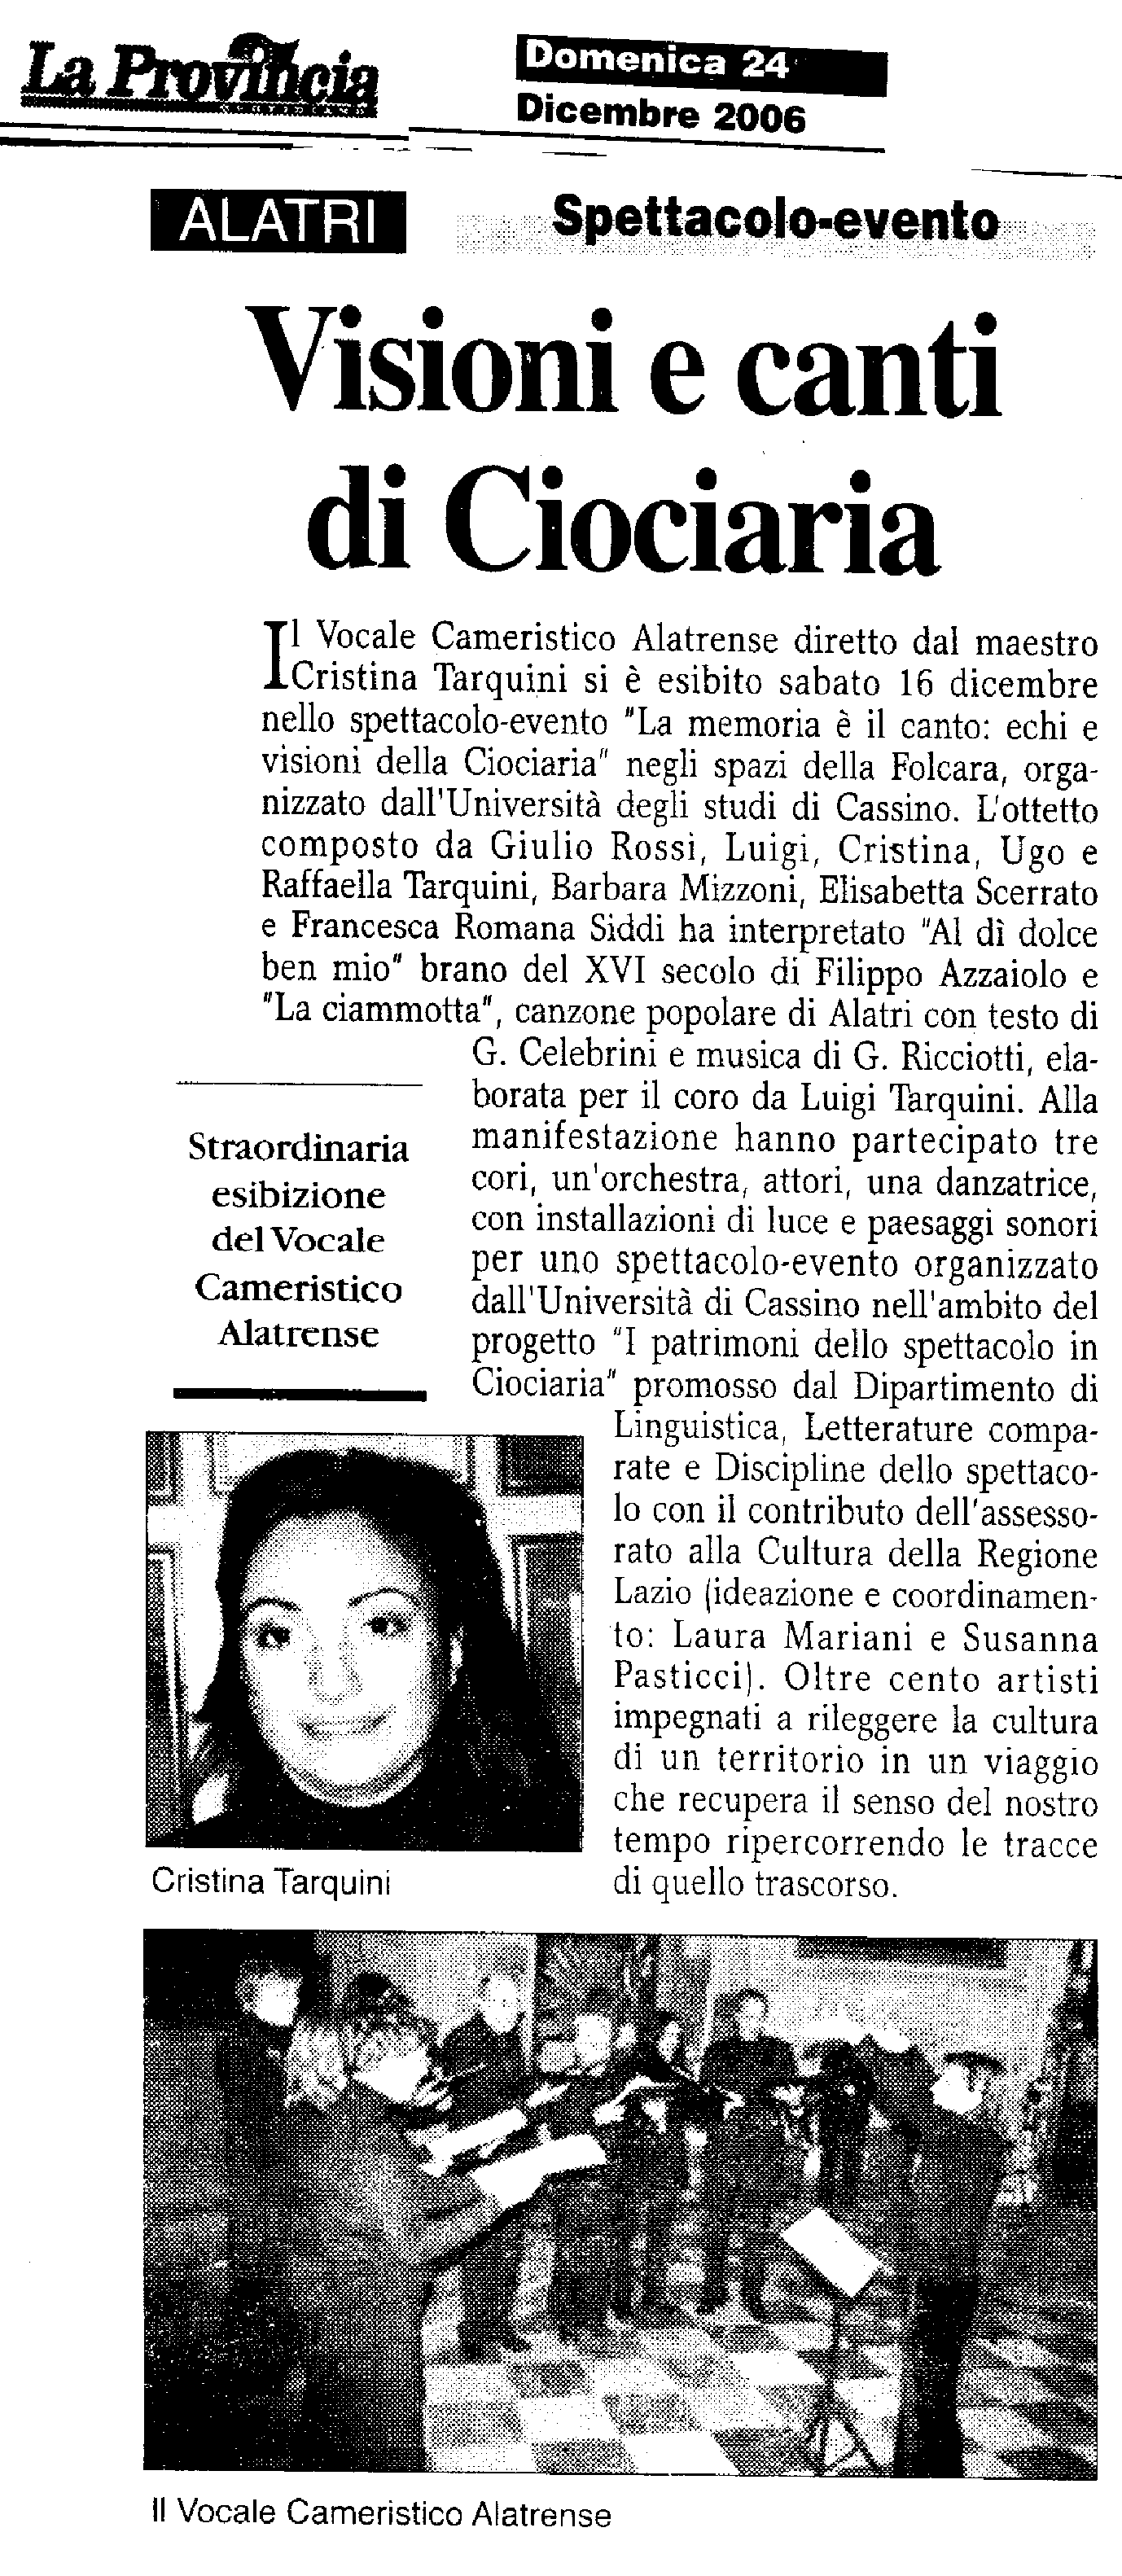 La Provincia
Domenica 24
Dicembre 2006
ALATRI
Spettacolo-evento
Visioni e canti
di Ciociaria
Il Vocale Cameristico Alatrense diretto dal maestro
Cristina Tarquini si è esibito sabato 16 dicembre
nello spettacolo-evento "La memoria è il canto: echi e
visioni della Ciociaria" negli spazi della Folcara, orga-
nizzato dall'Università degli studi di Cassino. L'ottetto
composto da Giulio Rossi, Luigi, Cristina, Ugo e
Raffaella Tarquini, Barbara Mizzoni, Elisabetta Scerrato
e Francesca Romana Siddi ha interpretato "Al dì dolce
ben mio" brano del XVI secolo di Filippo Azzaiolo e
"La ciammotta", canzone popolare di Alatri con testo di
G. Celebrini e musica di G. Ricciotti, ela-
borata per il coro da Luigi Tarquini. Alla
manifestazione hanno partecipato tre
cori, un'orchestra, attori, una danzatrice,
con installazioni di luce e paesaggi sonori
per uno spettacolo-evento organizzato
dall'Università di Cassino nell'ambito del
progetto "I patrimoni dello spettacolo in
Ciociaria" promosso dal Dipartimento di
Linguistica, Letterature compa-
rate e Discipline dello spettaco-
lo con il contributo dell'assesso-
rato alla Cultura della Regione
Lazio (ideazione e coordinamen-
to: Laura Mariani e Susanna
Pasticci). Oltre cento artisti
impegnati a rileggere la cultura
di un territorio in un viaggio
che recupera il senso del nostro
tempo ripercorrendo le tracce
di quello trascorso.
Straordinaria
esibizione
del Vocale
Cameristico
Alatrense
Cristina Tarquini
Il Vocale Cameristico Alatrense